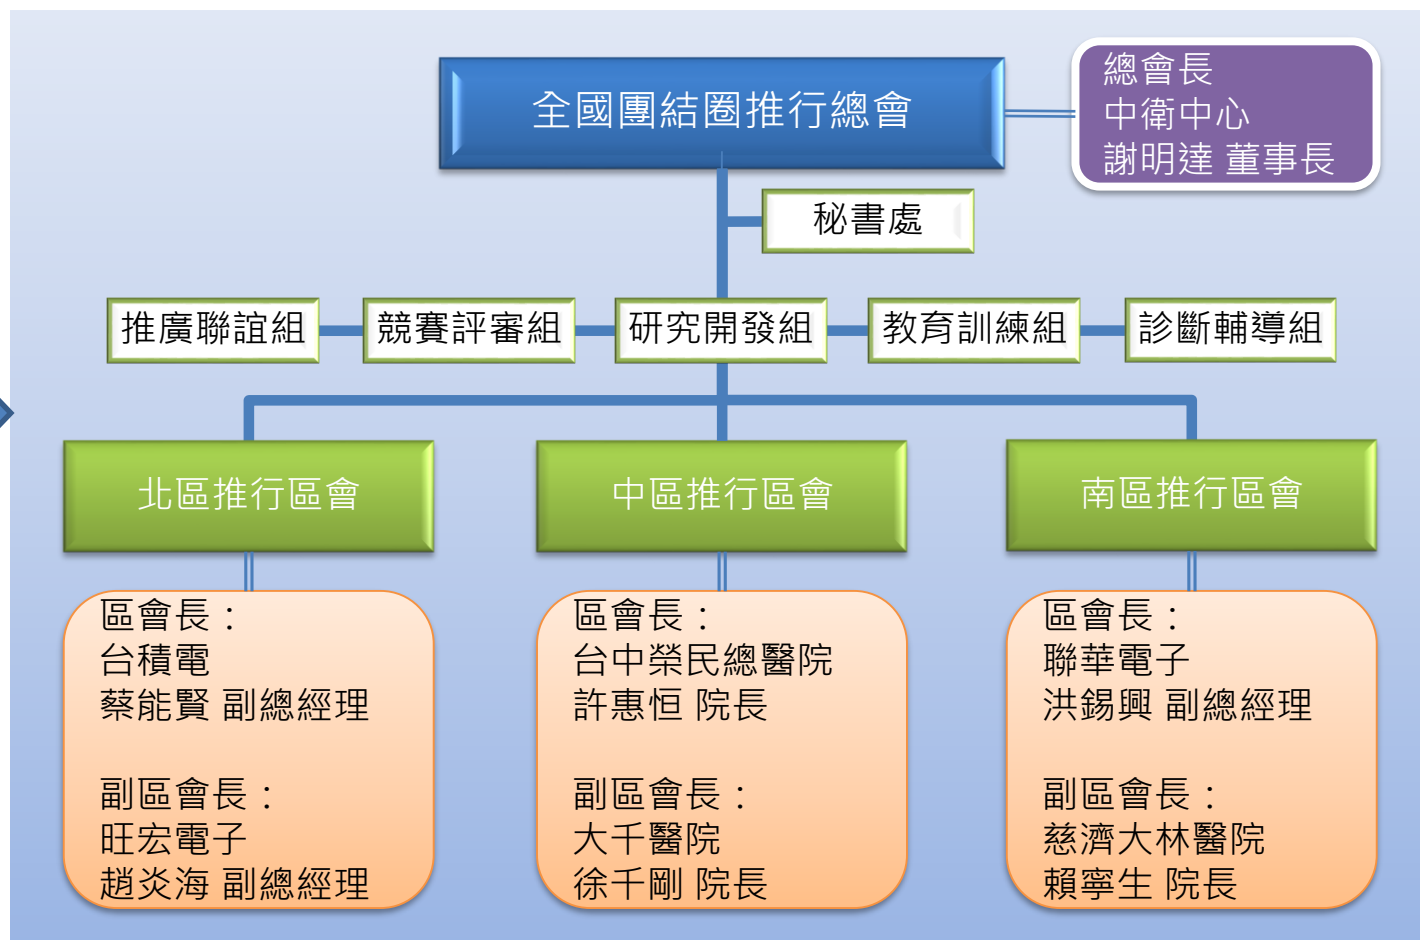 全國團結圈推行總會
總會長
中衛中心
謝明達 董事長
秘書處
推廣聯誼組
競賽評審組
研究開發組
教育訓練組
診斷輔導組
北區推行區會
中區推行區會
南區推行區會
區會長：
台積電
蔡能賢 副總經理
副區會長：
旺宏電子
趙炎海 副總經理
區會長：
台中榮民總醫院
許惠恒 院長
副區會長：
大千醫院
徐千剛 院長
區會長：
聯華電子
洪錫興 副總經理
副區會長：
慈濟大林醫院
賴寧生 院長